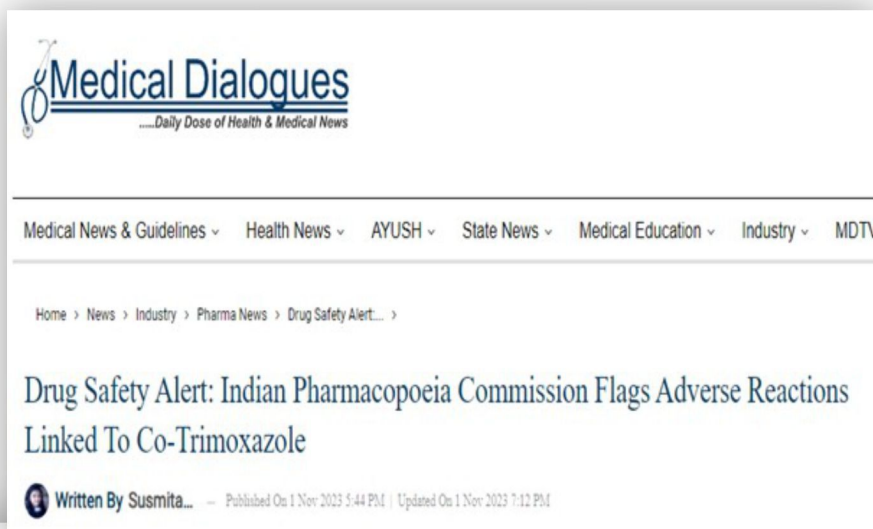 Medical Dialogues
.....Daily Dose of Health & Medical News
Medical News & Guidelines Health News AYUSH State News Medical Education Industry MDTV
Home > News > Industry > Pharma News > Drug Safety Alert:... >
Drug Safety Alert: Indian Pharmacopoeia Commission Flags Adverse Reactions
Linked To Co-Trimoxazole
Written By Susmita... – Published On 1 Nov 2023 5:44 PM | Updated On 1 Nov 2023 7:12 PM